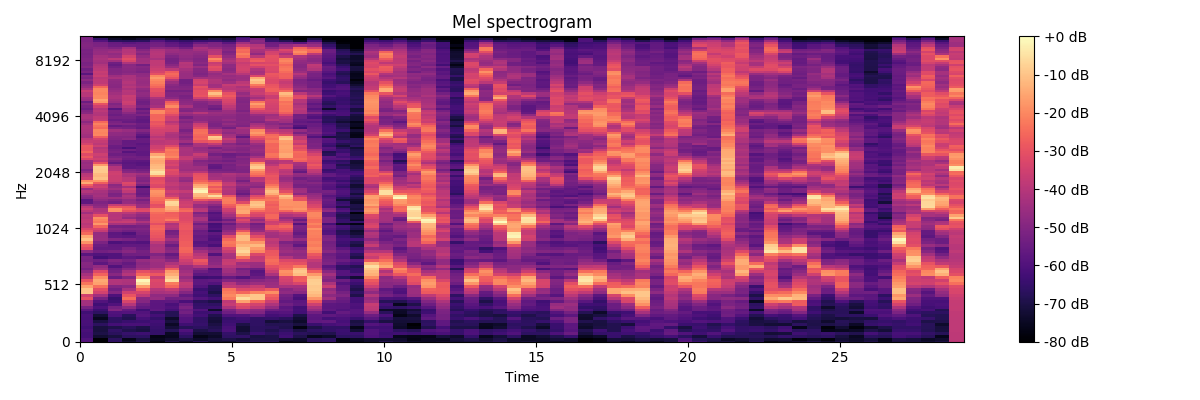 Mel spectrogram
8192
4096
2048
1024
512
0
Hz
0 5 10 15 20 25
Time
+0 dB
-10 dB
-20 dB
-30 dB
-40 dB
-50 dB
-60 dB
-70 dB
-80 dB